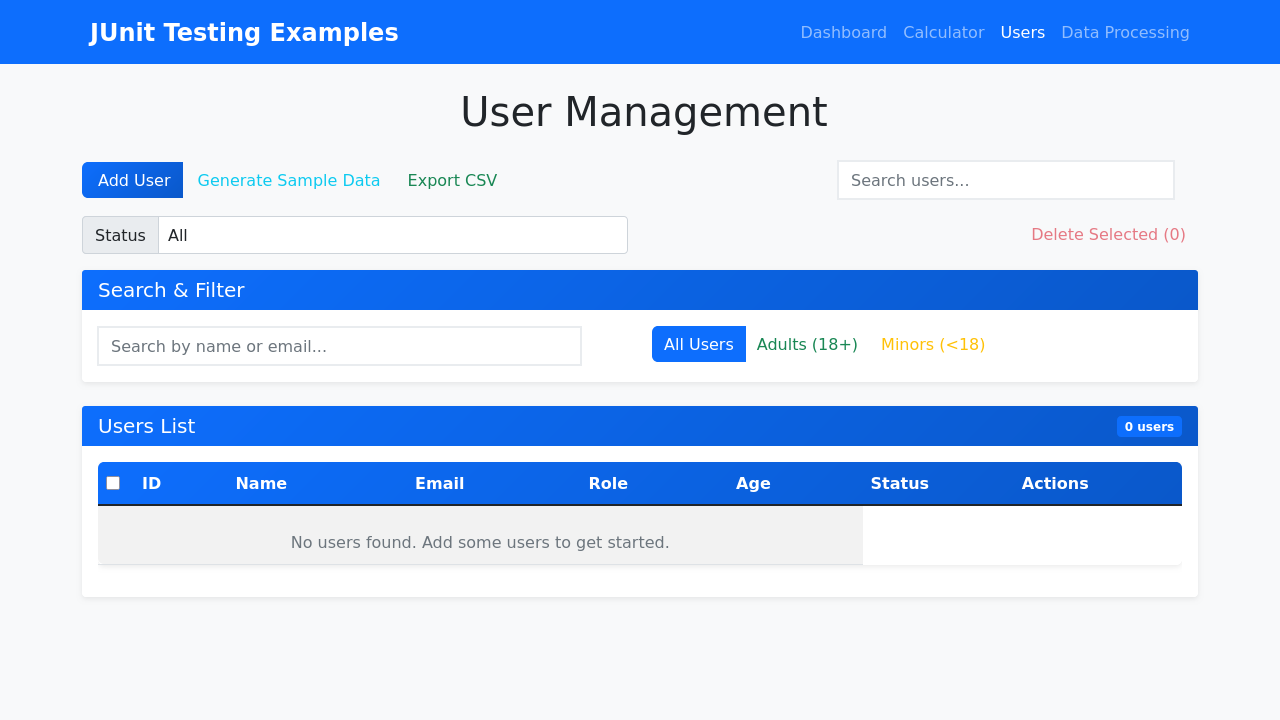 JUnit Testing Examples
Dashboard
Calculator
Users
Data Processing
User Management
Add User
Generate Sample Data
Export CSV
Search users...
Status
All
Delete Selected (0)
Search & Filter
Search by name or email...
All Users
Adults (18+)
Minors (<18)
Users List
0 users
ID
Name
Email
Role
Age
Status
Actions
No users found. Add some users to get started.